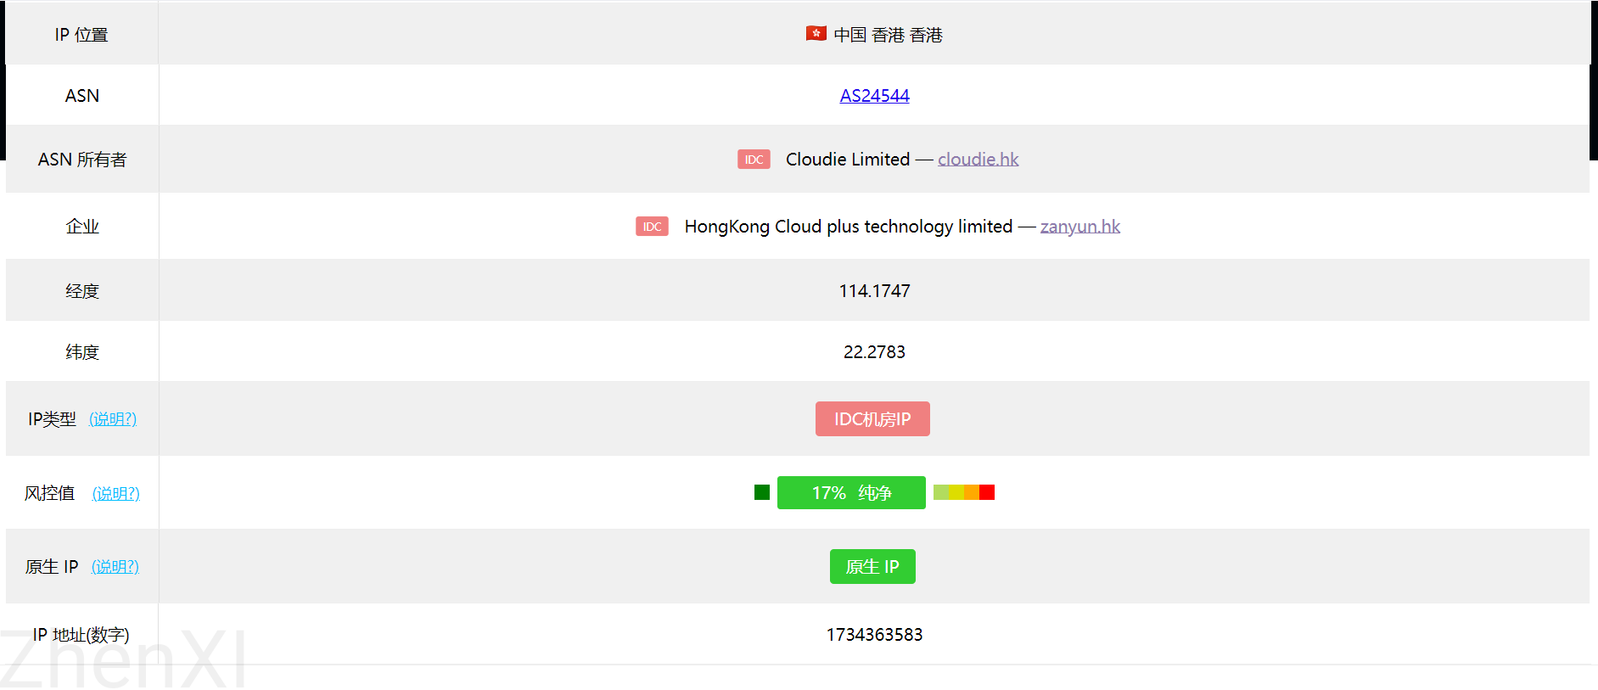 IP 位置 中国 香港 香港
ASN AS24544
ASN 所有者 IDC Cloudie Limited — cloudie.hk
企业 IDC HongKong Cloud plus technology limited — zanyun.hk
经度 114.1747
纬度 22.2783
IP类型 (说明?) IDC机房IP
风控值 (说明?) 17% 纯净
原生 IP (说明?) 原生 IP
IP 地址(数字) 1734363583
ZhenXI